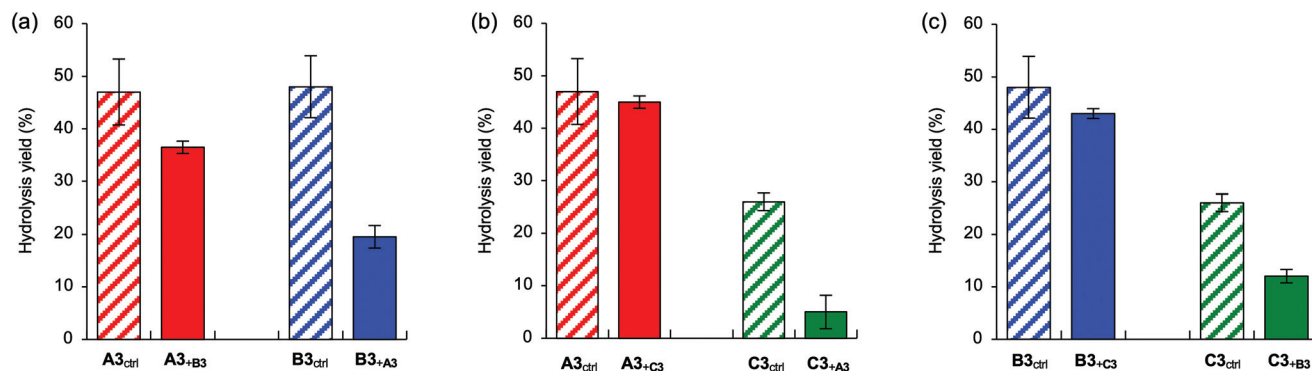 (a)
Hydrolysis yield (%)
60
50
40
30
20
10
0
A3ctrl A3+B3 B3ctrl B3+A3
(b)
Hydrolysis yield (%)
60
50
40
30
20
10
0
A3ctrl A3+C3 C3ctrl C3+A3
(c)
Hydrolysis yield (%)
60
50
40
30
20
10
0
B3ctrl B3+C3 C3ctrl C3+B3